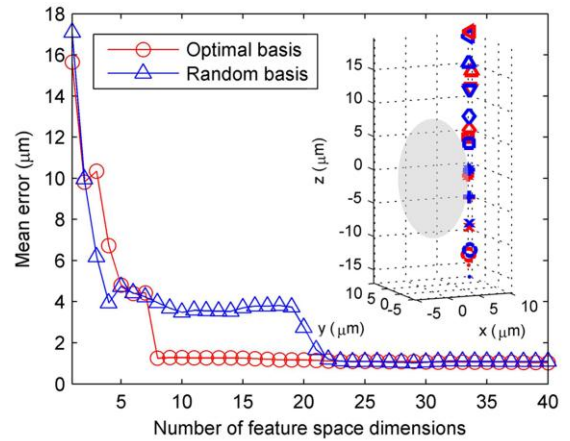 18
16
14
12
10
8
6
4
2
0
Mean error (μm)
5 10 15 20 25 30 35 40
Number of feature space dimensions
Optimal basis
Random basis
15
10
5
0
-5
-10
-15
z (μm)
10
5
0
-5
-5 0 5 10
y (μm)
x (μm)